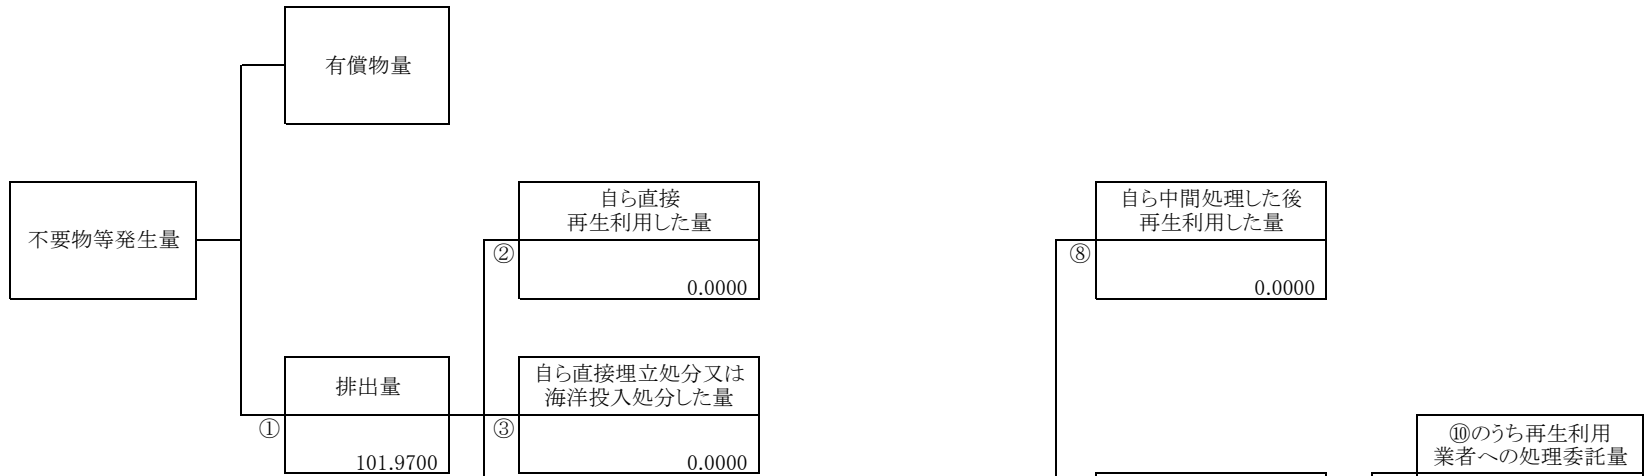 有償物量
不要物等発生量
自ら直接
再生利用した量
②
0.0000
自ら中間処理した後
再生利用した量
⑧
0.0000
排出量
①
101.9700
自ら直接埋立処分又は
海洋投入処分した量
③
0.0000
⑩のうち再生利用
業者への処理委託量